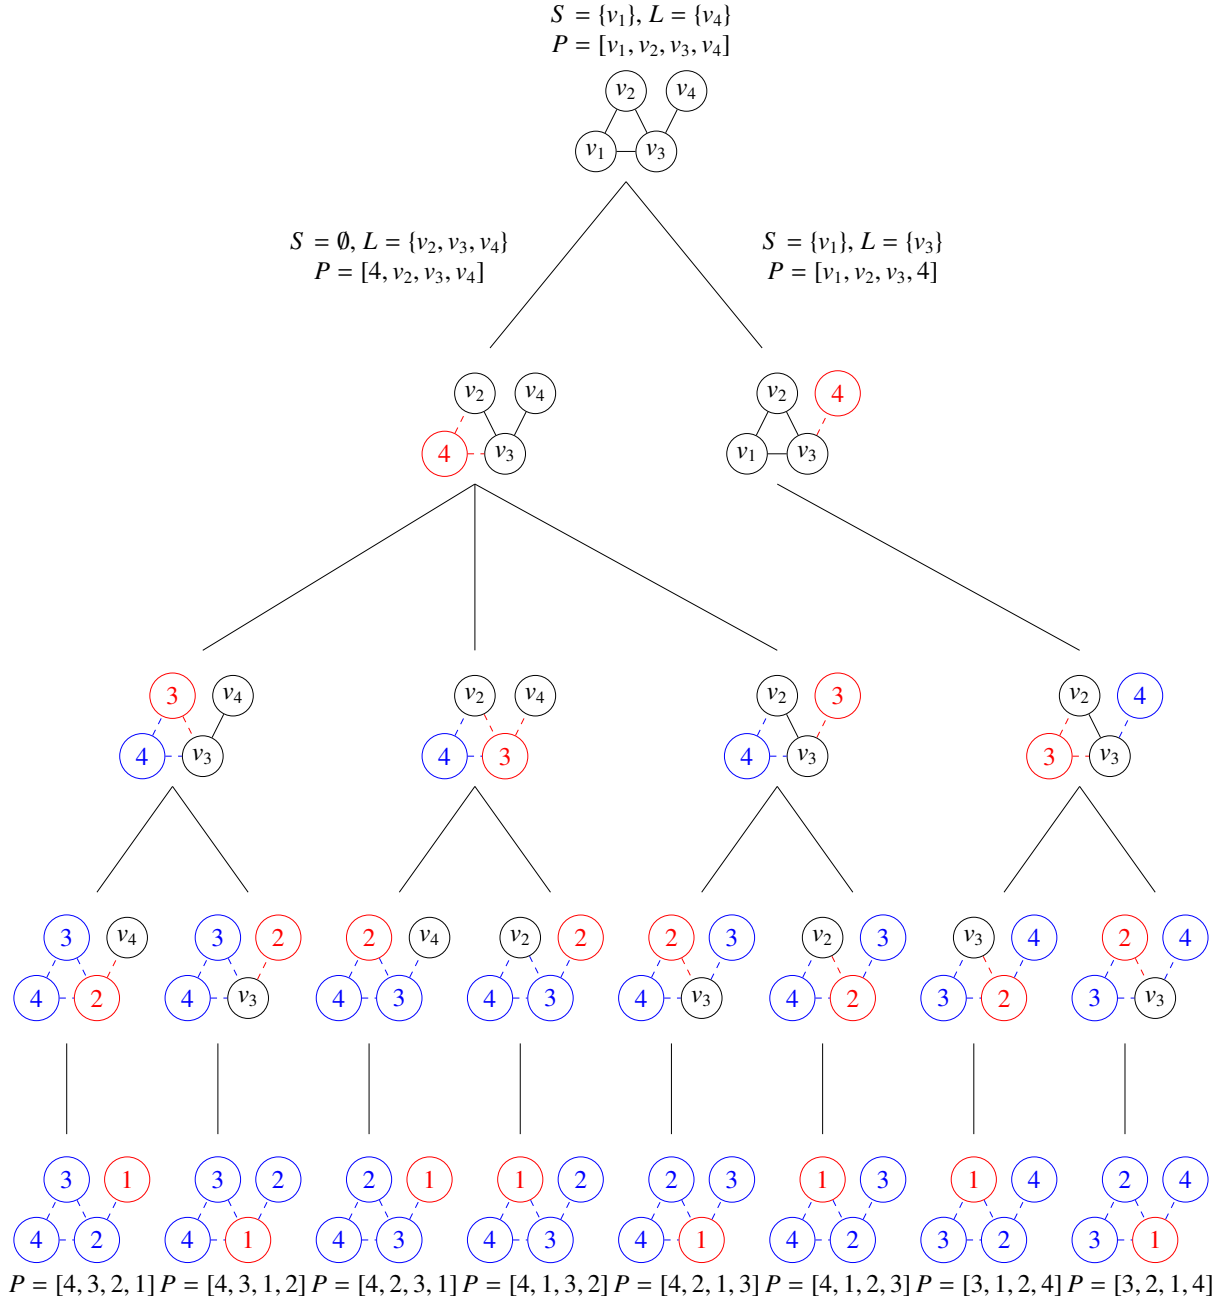 S = {v₁}, L = {v₄}
P = [v₁, v₂, v₃, v₄]
v₂ v₄
v₁ v₃
S = ∅, L = {v₂, v₃, v₄} S = {v₁}, L = {v₃}
P = [4, v₂, v₃, v₄] P = [v₁, v₂, v₃, 4]
v₂ v₄ v₂ 4
4 v₃ v₁ v₃
3 v₄ v₂ v₄ v₂ 3 v₂ 4
4 v₃ 4 3 4 v₃ 3 v₃
3 v₄ 3 2 2 v₄ v₂ 2 2 3 v₂ 3 v₃ 4 2 4
4 2 4 v₃ 4 3 4 3 4 v₃ 4 2 3 2 3 v₃
3 1 3 2 2 1 1 2 2 3 1 3 1 4 2 4
4 2 4 1 4 3 4 3 4 1 4 2 3 2 3 1
P = [4, 3, 2, 1] P = [4, 3, 1, 2] P = [4, 2, 3, 1] P = [4, 1, 3, 2] P = [4, 2, 1, 3] P = [4, 1, 2, 3] P = [3, 1, 2, 4] P = [3, 2, 1, 4]